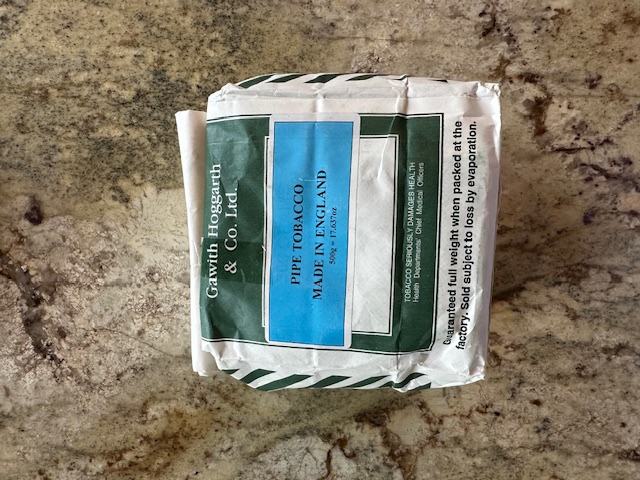 Gawith Hoggarth
& Co. Ltd.,
PIPE TOBACCO
MADE IN ENGLAND
500g = 17.637oz
TOBACCO SERIOUSLY DAMAGES HEALTH
Health Departments' Chief Medical Officers
Guaranteed full weight when packed at the
factory. Sold subject to loss by evaporation.